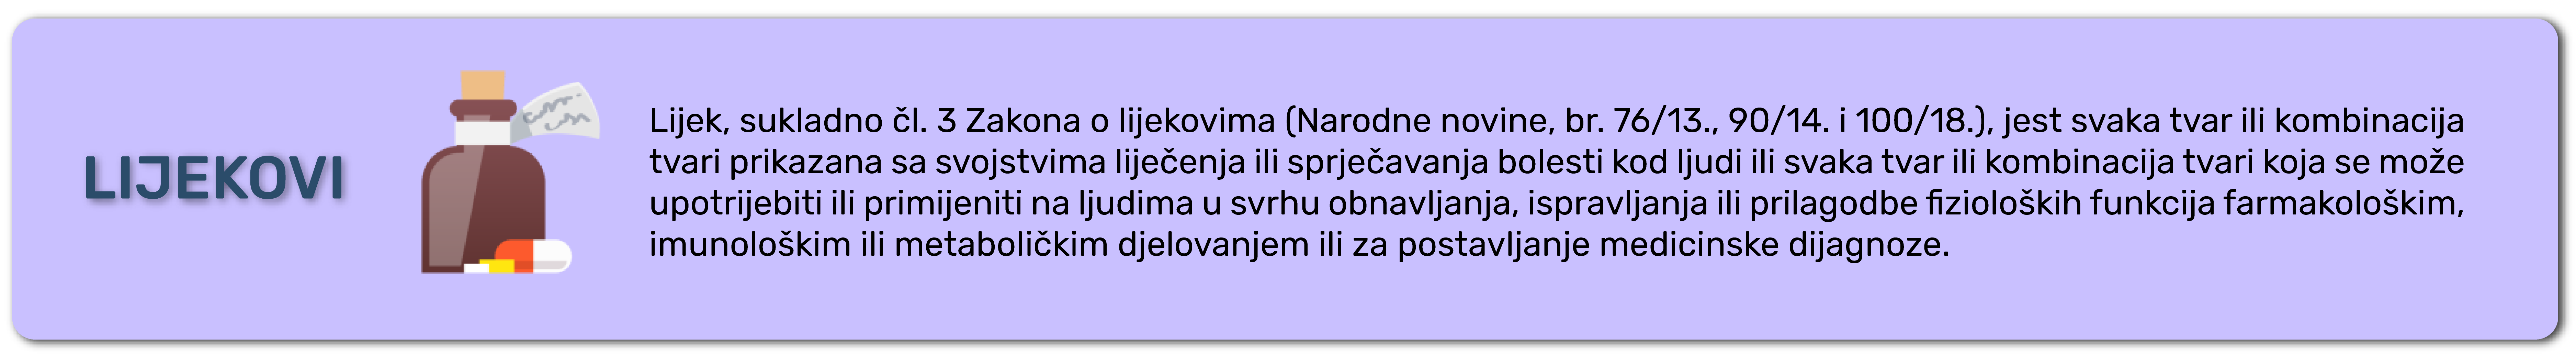 LIJEKOVI
Lijek, sukladno čl. 3 Zakona o lijekovima (Narodne novine, br. 76/13., 90/14. i 100/18.), jest svaka tvar ili kombinacija
tvari prikazana sa svojstvima liječenja ili sprječavanja bolesti kod ljudi ili svaka tvar ili kombinacija tvari koja se može
upotrijebiti ili primijeniti na ljudima u svrhu obnavljanja, ispravljanja ili prilagodbe fizioloških funkcija farmakološkim,
imunološkim ili metaboličkim djelovanjem ili za postavljanje medicinske dijagnoze.